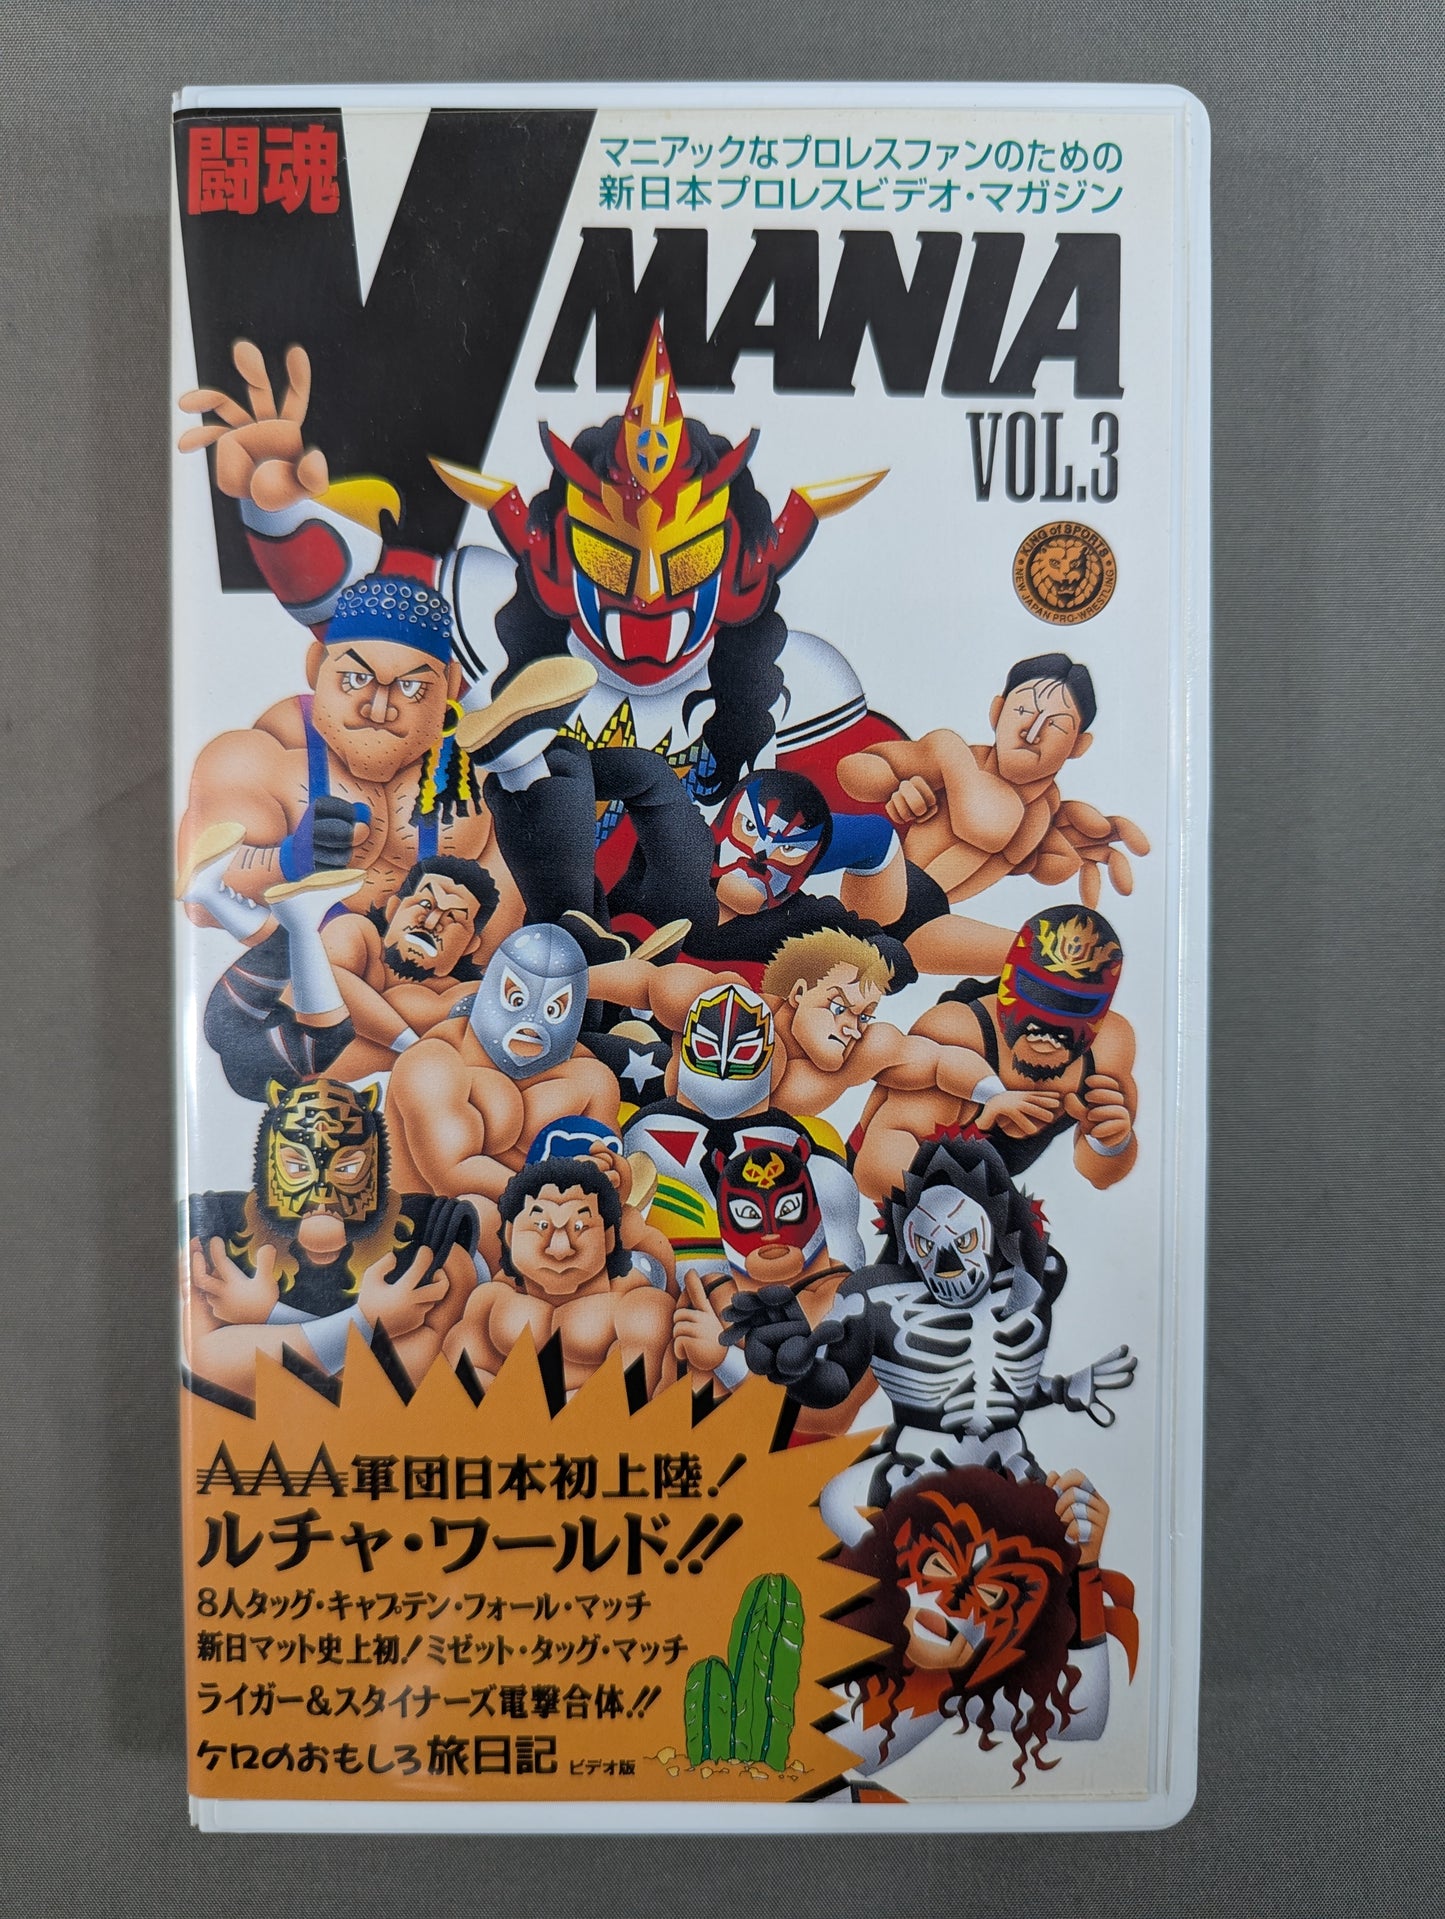 闘魂
マニアックなプロレスファンのための
新日本プロレスビデオ・マガジン
V MANIA
VOL.3
KING of SPORTS
NEW JAPAN PRO-WRESTLING
AAA軍団日本初上陸!
ルチャ・ワールド!!
8人タッグ・キャプテン・フォール・マッチ
新日マット史上初!ミゼット・タッグ・マッチ
ライガー&スタイナーズ電撃合体!!
ケロのおもしろ旅日記 ビデオ版